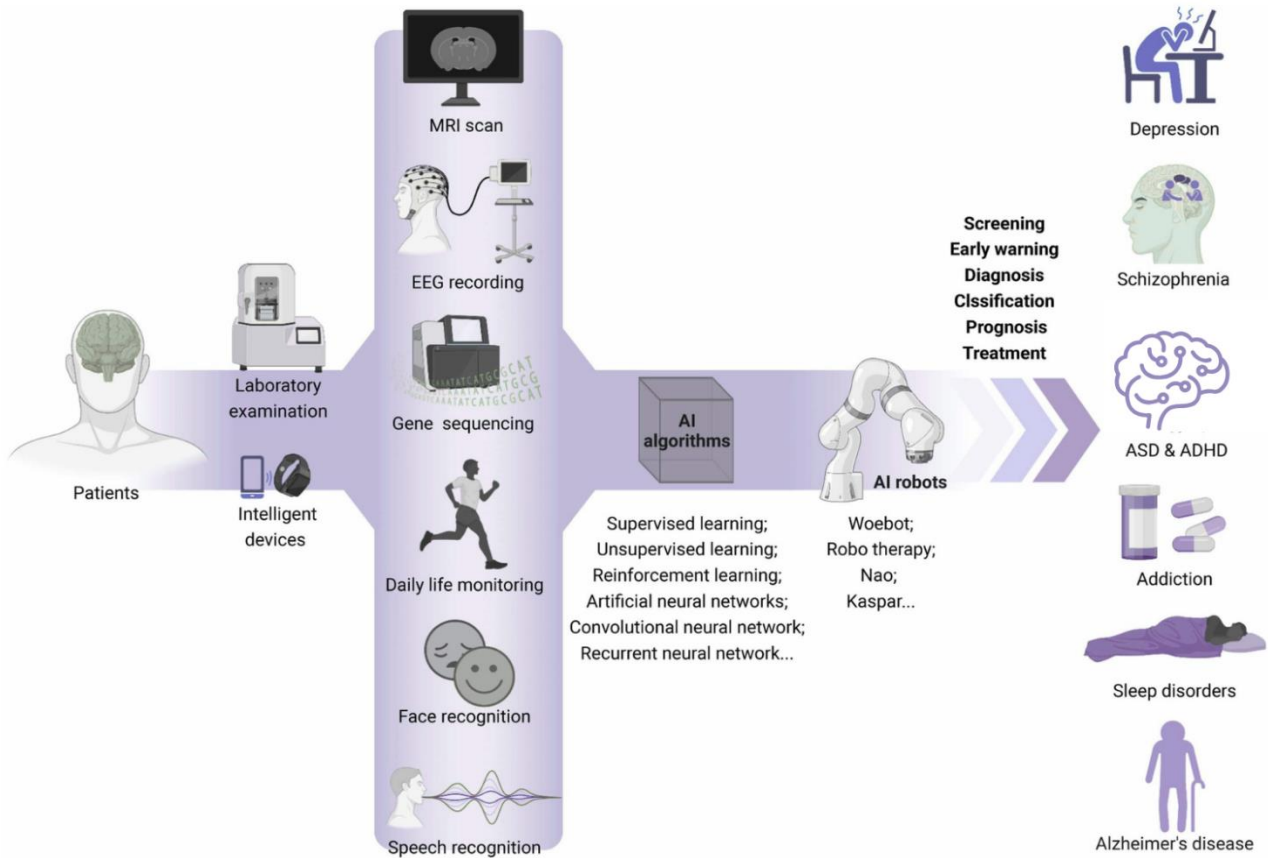 Patients
Laboratory
examination
Intelligent
devices
MRI scan
EEG recording
CATGCGCAT
AAATATCATGCG
ATATCATGCGCAT
Gene sequencing
Daily life monitoring
Face recognition
Speech recognition
AI
algorithms
Supervised learning;
Unsupervised learning;
Reinforcement learning;
Artificial neural networks;
Convolutional neural network;
Recurrent neural network...
AI robots
Woebot;
Robo therapy;
Nao;
Kaspar...
Screening
Early warning
Diagnosis
Clssification
Prognosis
Treatment
Depression
Schizophrenia
ASD & ADHD
Addiction
Sleep disorders
Alzheimer's disease